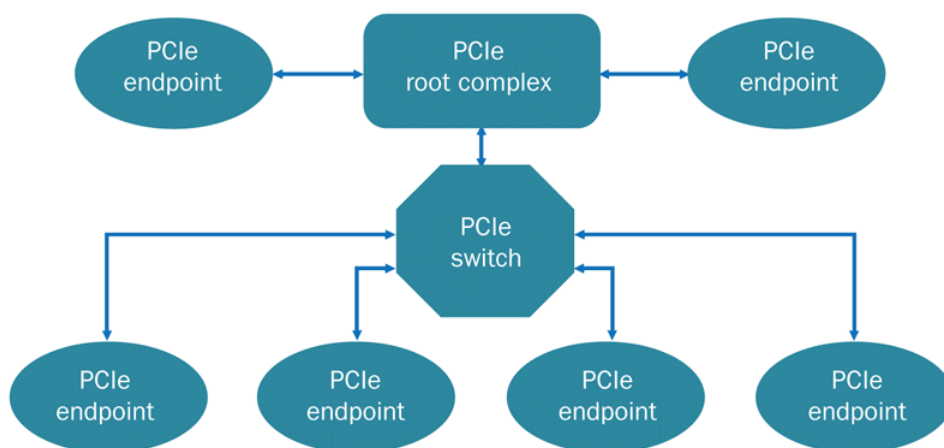 PCIe
endpoint
PCIe
root complex
PCIe
endpoint
PCIe
switch
PCIe
endpoint
PCIe
endpoint
PCIe
endpoint
PCIe
endpoint